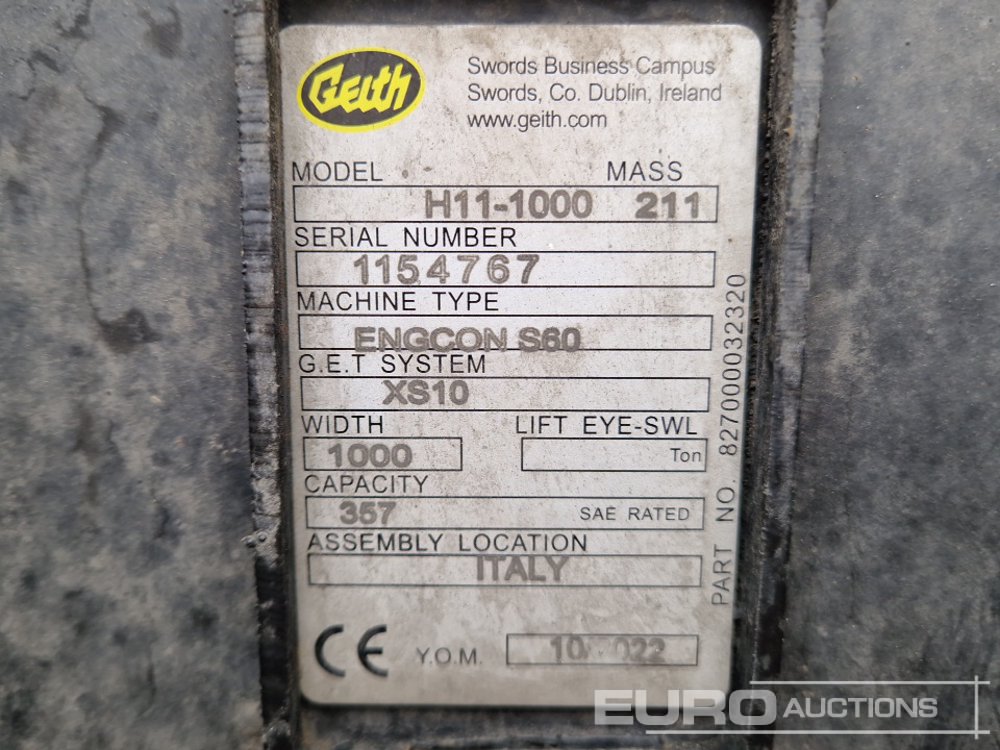 Geith
Swords Business Campus
Swords, Co. Dublin, Ireland
www.geith.com
MODEL MASS
H11-1000 211
SERIAL NUMBER
1154767
MACHINE TYPE
ENGCON S60
G.E.T SYSTEM
XS10
WIDTH LIFT EYE-SWL
1000 Ton
CAPACITY
357 SAE RATED
ASSEMBLY LOCATION
ITALY
CE Y.O.M.
PART NO. 8270000032320
EURO AUCTIONS